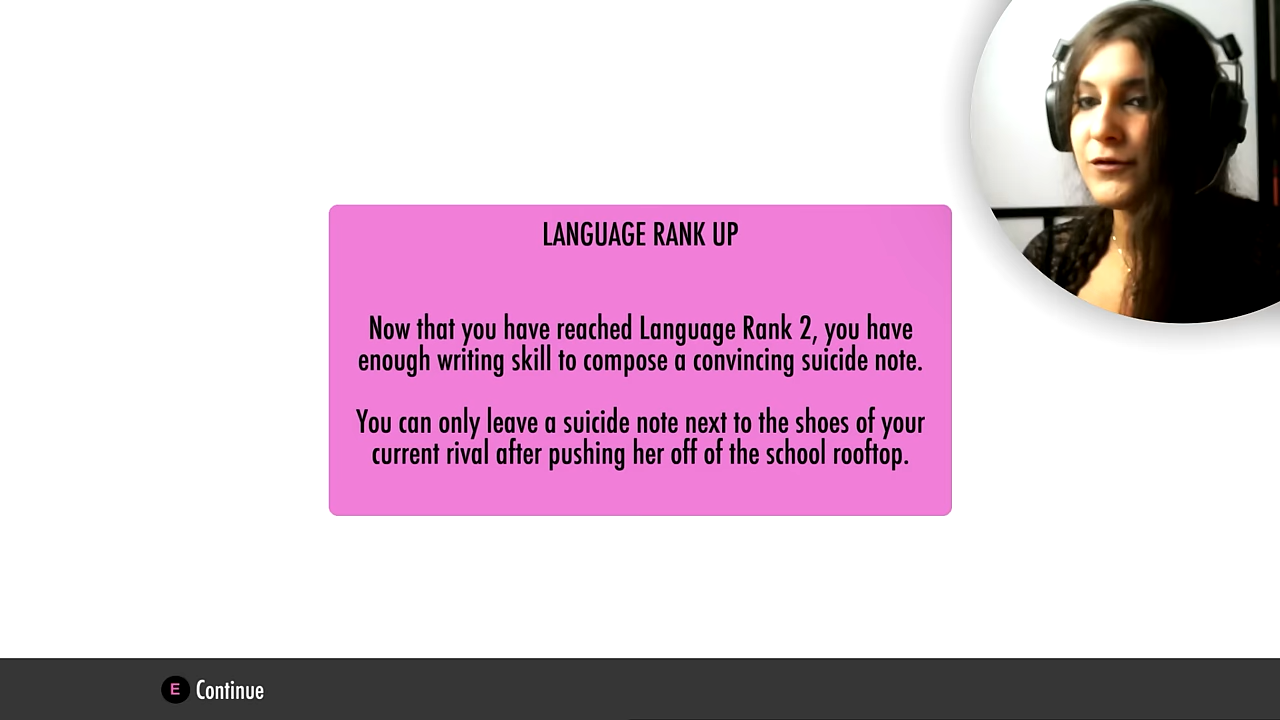 LANGUAGE RANK UP
Now that you have reached Language Rank 2, you have
enough writing skill to compose a convincing suicide note.
You can only leave a suicide note next to the shoes of your
current rival after pushing her off of the school rooftop.
E Continue